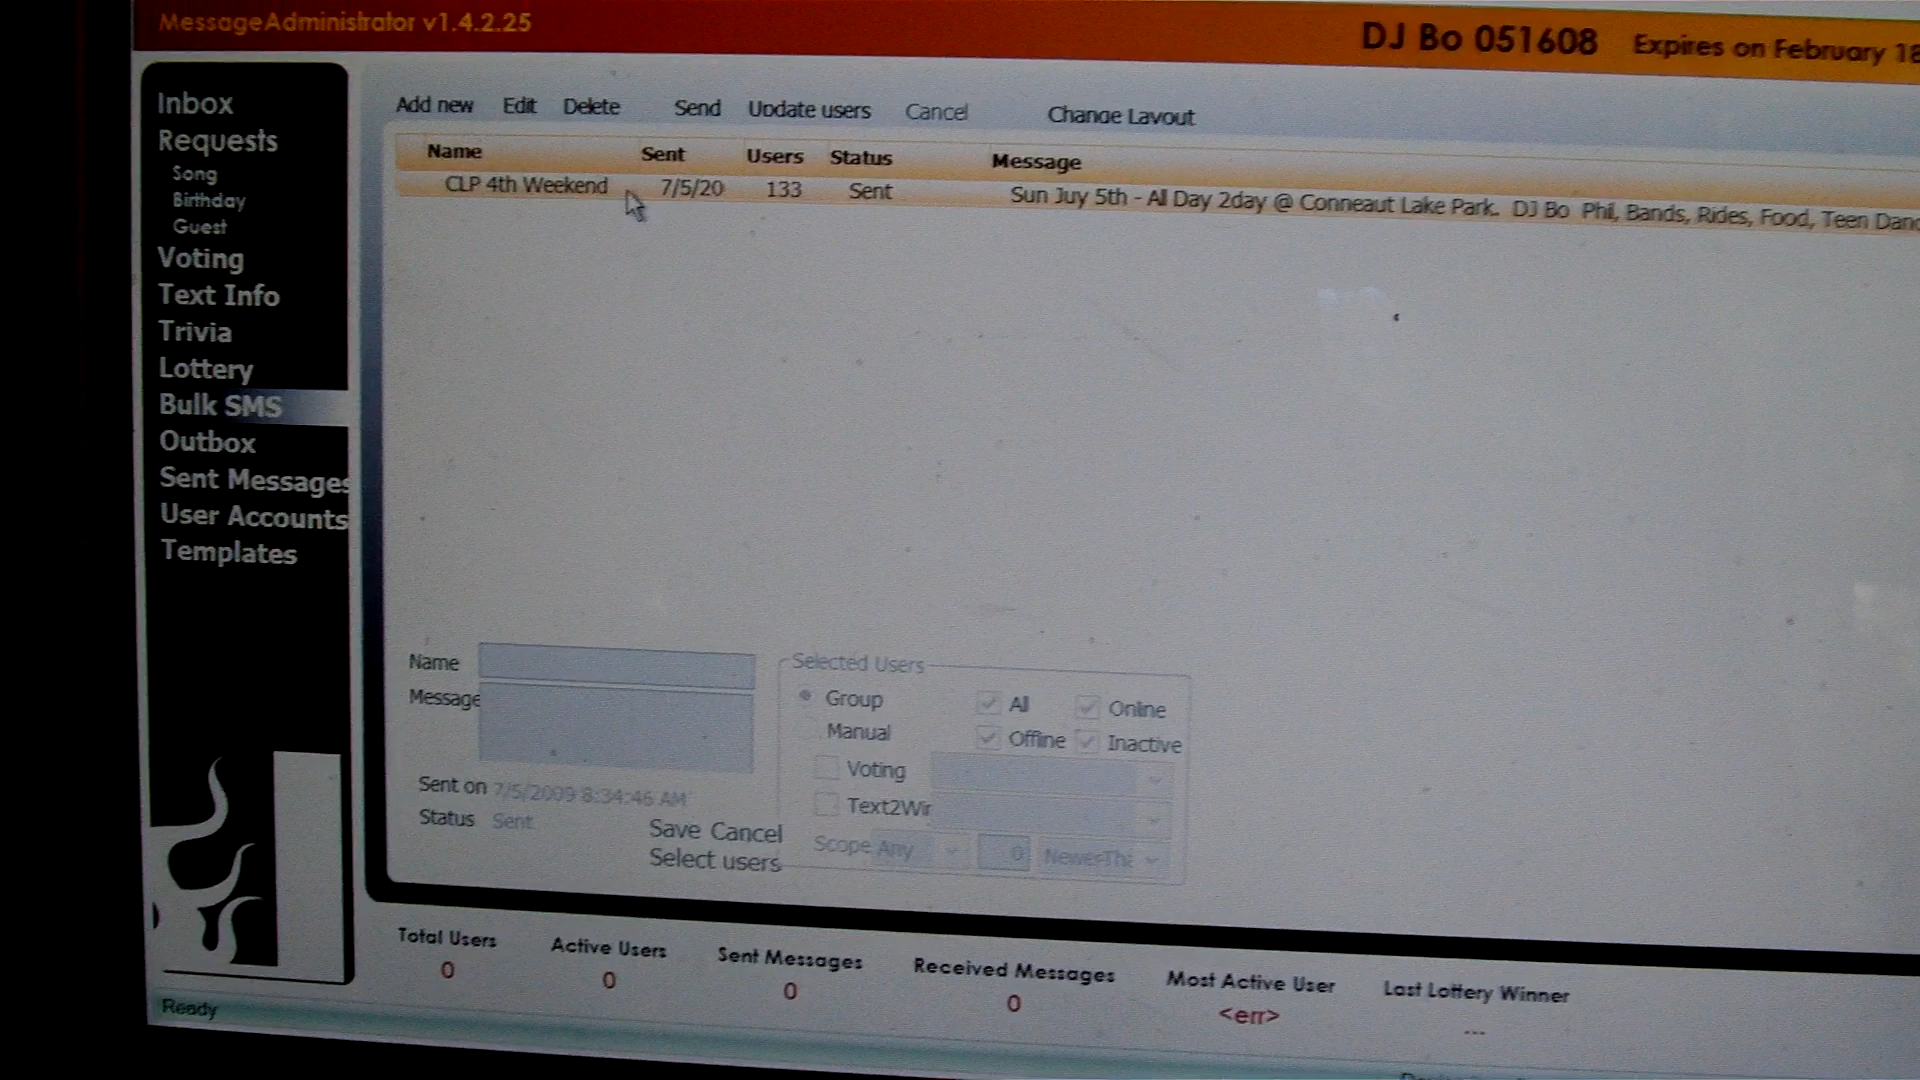 MessageAdministrator v1.4.2.25
DJ Bo 051608 Expires on February 18
Inbox
Requests
Song
Birthday
Guest
Voting
Text Info
Trivia
Lottery
Bulk SMS
Outbox
Sent Messages
User Accounts
Templates
Add new Edit Delete Send Update users Cancel Change Layout
Name Sent Users Status Message
CLP 4th Weekend 7/5/20 133 Sent Sun Juy 5th - All Day 2day @ Conneaut Lake Park. DJ Bo Phil, Bands, Rides, Food, Teen Danc
Name
Message
Sent on 7/5/2009 8:34:46 AM
Status Sent
Save Cancel
Select users
Selected Users
Group All Online
Manual Offline Inactive
Voting
Text2Wir
Scope Any 0 NewerTha
Total Users Active Users Sent Messages Received Messages Most Active User Last Lottery Winner
0 0 0 0 <err> ...
Ready